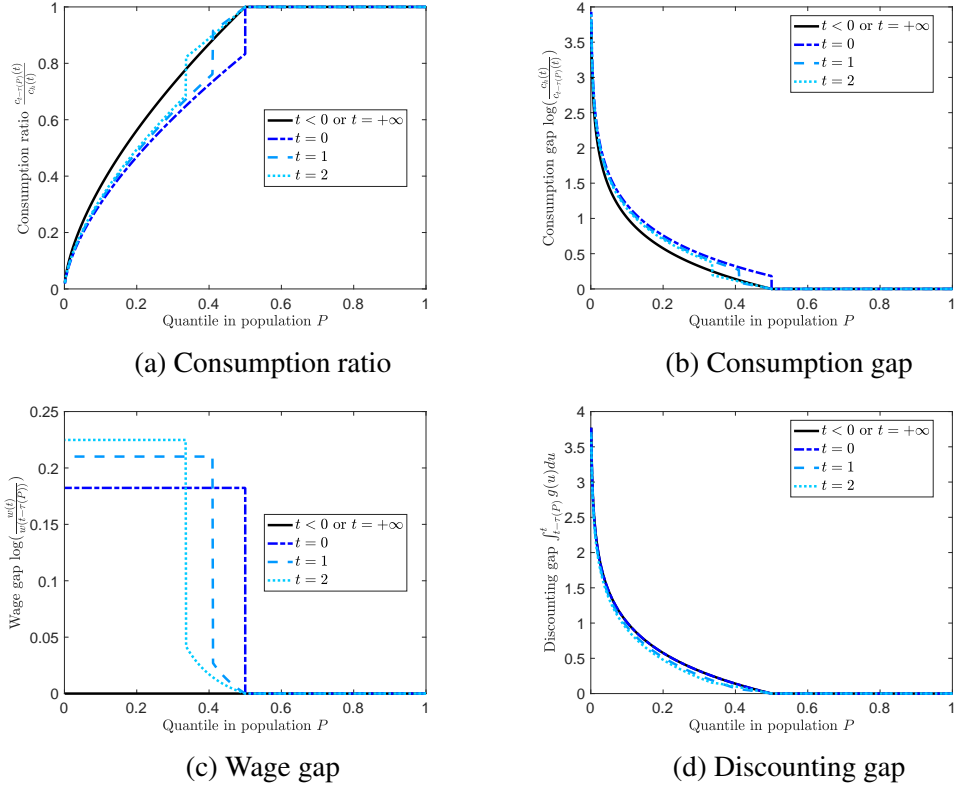 Consumption ratio c_{t−τ(P)}(t)/c_h(t)
1
0.8
0.6
0.4
0.2
0
t < 0 or t = +∞
t = 0
t = 1
t = 2
0 0.2 0.4 0.6 0.8 1
Quantile in population P
(a) Consumption ratio
Consumption gap log(c_h(t)/c_{t−τ(P)}(t))
4
3.5
3
2.5
2
1.5
1
0.5
0
t < 0 or t = +∞
t = 0
t = 1
t = 2
0 0.2 0.4 0.6 0.8 1
Quantile in population P
(b) Consumption gap
Wage gap log(w(t)/w(t−τ(P)))
0.25
0.2
0.15
0.1
0.05
0
t < 0 or t = +∞
t = 0
t = 1
t = 2
0 0.2 0.4 0.6 0.8 1
Quantile in population P
(c) Wage gap
Discounting gap ∫_{t−τ(P)}^{t} g(u)du
4
3.5
3
2.5
2
1.5
1
0.5
0
t < 0 or t = +∞
t = 0
t = 1
t = 2
0 0.2 0.4 0.6 0.8 1
Quantile in population P
(d) Discounting gap